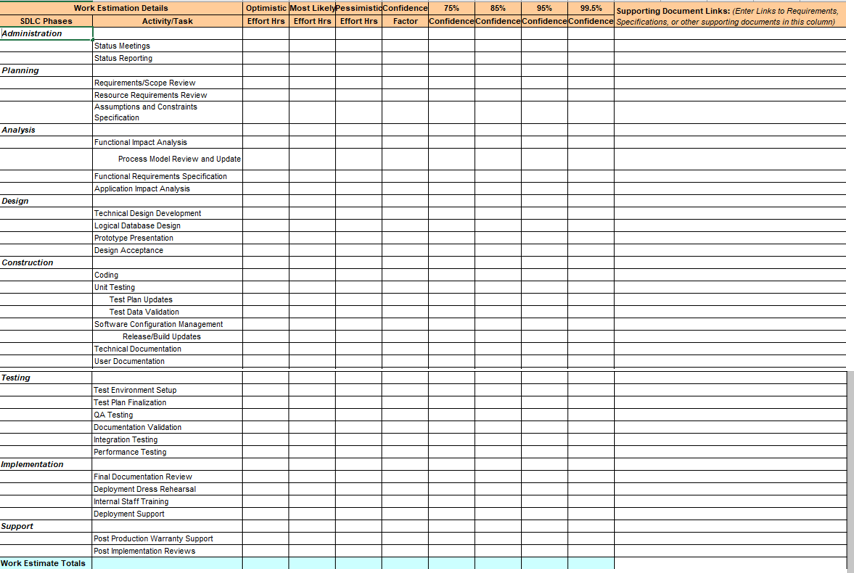 Work Estimation Details Optimistic Most Likely Pessimistic Confidence 75% 85% 95% 99.5% Supporting Document Links: (Enter Links to Requirements,
SDLC Phases Activity/Task Effort Hrs Effort Hrs Effort Hrs Factor Confidence Confidence Confidence Confidence Specifications, or other supporting documents in this column)
Administration
Status Meetings
Status Reporting
Planning
Requirements/Scope Review
Resource Requirements Review
Assumptions and Constraints
Specification
Analysis
Functional Impact Analysis
Process Model Review and Update
Functional Requirements Specification
Application Impact Analysis
Design
Technical Design Development
Logical Database Design
Prototype Presentation
Design Acceptance
Construction
Coding
Unit Testing
Test Plan Updates
Test Data Validation
Software Configuration Management
Release/Build Updates
Technical Documentation
User Documentation
Testing
Test Environment Setup
Test Plan Finalization
QA Testing
Documentation Validation
Integration Testing
Performance Testing
Implementation
Final Documentation Review
Deployment Dress Rehearsal
Internal Staff Training
Deployment Support
Support
Post Production Warranty Support
Post Implementation Reviews
Work Estimate Totals